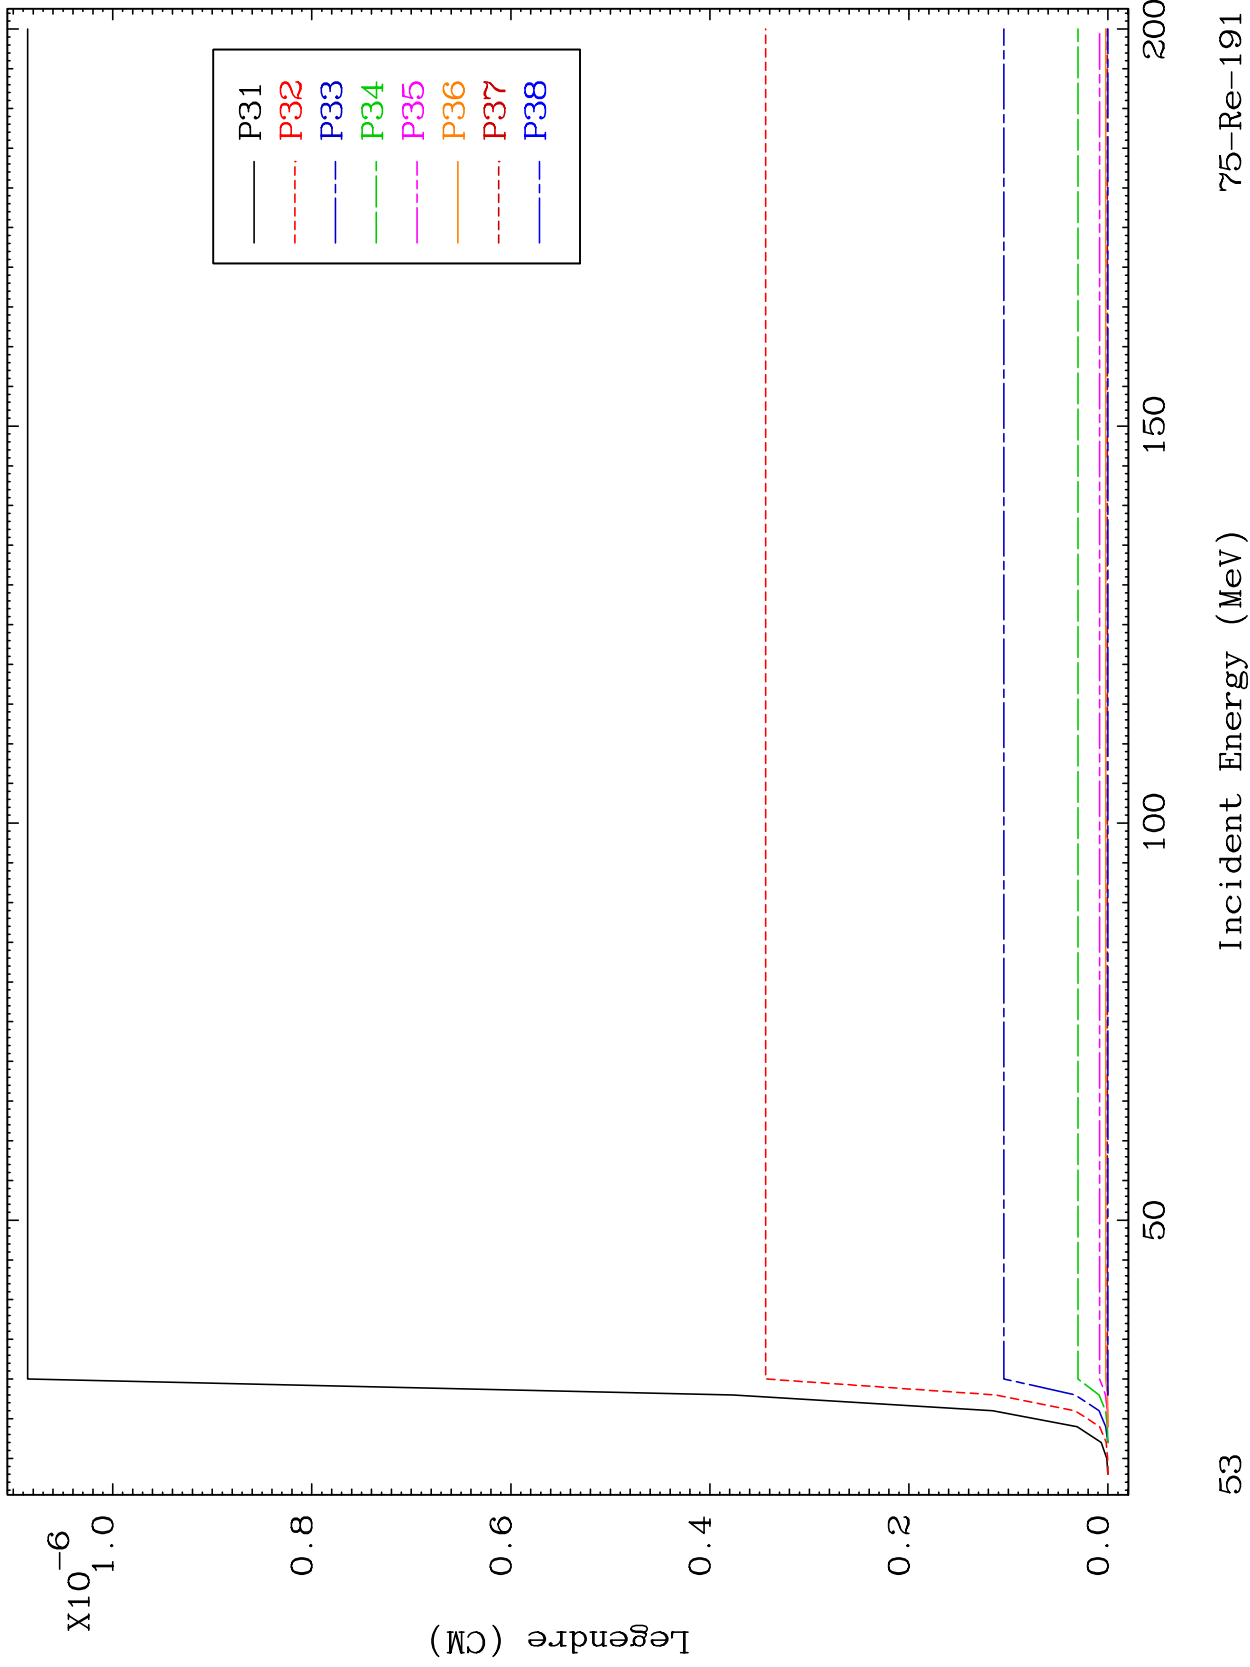 X10-6
1.0
0.8
0.6
0.4
0.2
0.0
Legendre (CM)
P31
P32
P33
P34
P35
P36
P37
P38
50
100
150
200
Incident Energy (MeV)
53
75-Re-191